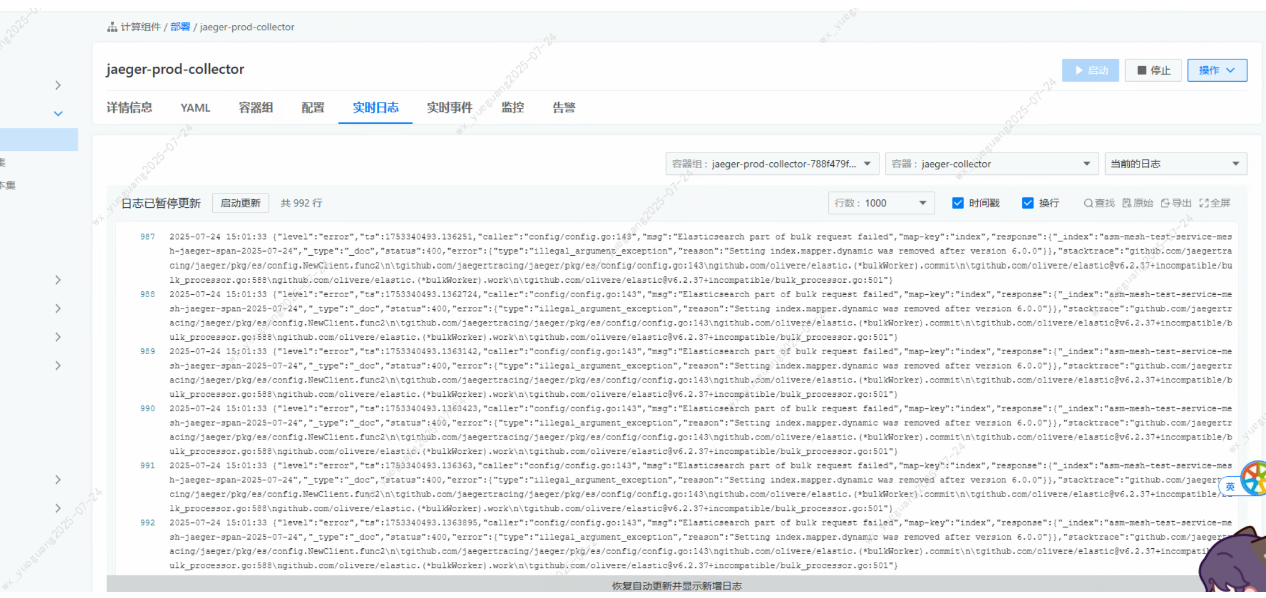 计算组件 / 部署 / jaeger-prod-collector
jaeger-prod-collector
启动 停止 操作
详情信息 YAML 容器组 配置 实时日志 实时事件 监控 告警
集
本集
容器组 : jaeger-prod-collector-788f479f... 容器 : jaeger-collector 当前的日志
日志已暂停更新 启动更新 共 992 行 行数 : 1000 时间戳 换行 查找 原始 导出 全屏
987 2025-07-24 15:01:33 {"level":"error","ts":1753340493.136251,"caller":"config/config.go:143","msg":"Elasticsearch part of bulk request failed","map-key":"index","response":{"_index":"asm-mesh-test-service-mes
h-jaeger-span-2025-07-24","_type":"_doc","status":400,"error":{"type":"illegal_argument_exception","reason":"Setting index.mapper.dynamic was removed after version 6.0.0"}},"stacktrace":"github.com/jaegertra
cing/jaeger/pkg/es/config.NewClient.func2\n\tgithub.com/jaegertracing/jaeger/pkg/es/config/config.go:143\ngithub.com/olivere/elastic.(*bulkWorker).commit\n\tgithub.com/olivere/elastic@v6.2.37+incompatible/bu
lk_processor.go:588\ngithub.com/olivere/elastic.(*bulkWorker).work\n\tgithub.com/olivere/elastic@v6.2.37+incompatible/bulk_processor.go:501"}
988 2025-07-24 15:01:33 {"level":"error","ts":1753340493.1362724,"caller":"config/config.go:143","msg":"Elasticsearch part of bulk request failed","map-key":"index","response":{"_index":"asm-mesh-test-service-me
sh-jaeger-span-2025-07-24","_type":"_doc","status":400,"error":{"type":"illegal_argument_exception","reason":"Setting index.mapper.dynamic was removed after version 6.0.0"}},"stacktrace":"github.com/jaegertr
acing/jaeger/pkg/es/config.NewClient.func2\n\tgithub.com/jaegertracing/jaeger/pkg/es/config/config.go:143\ngithub.com/olivere/elastic.(*bulkWorker).commit\n\tgithub.com/olivere/elastic@v6.2.37+incompatible/b
ulk_processor.go:588\ngithub.com/olivere/elastic.(*bulkWorker).work\n\tgithub.com/olivere/elastic@v6.2.37+incompatible/bulk_processor.go:501"}
989 2025-07-24 15:01:33 {"level":"error","ts":1753340493.1363142,"caller":"config/config.go:143","msg":"Elasticsearch part of bulk request failed","map-key":"index","response":{"_index":"asm-mesh-test-service-me
sh-jaeger-span-2025-07-24","_type":"_doc","status":400,"error":{"type":"illegal_argument_exception","reason":"Setting index.mapper.dynamic was removed after version 6.0.0"}},"stacktrace":"github.com/jaegertr
acing/jaeger/pkg/es/config.NewClient.func2\n\tgithub.com/jaegertracing/jaeger/pkg/es/config/config.go:143\ngithub.com/olivere/elastic.(*bulkWorker).commit\n\tgithub.com/olivere/elastic@v6.2.37+incompatible/b
ulk_processor.go:588\ngithub.com/olivere/elastic.(*bulkWorker).work\n\tgithub.com/olivere/elastic@v6.2.37+incompatible/bulk_processor.go:501"}
990 2025-07-24 15:01:33 {"level":"error","ts":1753340493.1363423,"caller":"config/config.go:143","msg":"Elasticsearch part of bulk request failed","map-key":"index","response":{"_index":"asm-mesh-test-service-me
sh-jaeger-span-2025-07-24","_type":"_doc","status":400,"error":{"type":"illegal_argument_exception","reason":"Setting index.mapper.dynamic was removed after version 6.0.0"}},"stacktrace":"github.com/jaegertr
acing/jaeger/pkg/es/config.NewClient.func2\n\tgithub.com/jaegertracing/jaeger/pkg/es/config/config.go:143\ngithub.com/olivere/elastic.(*bulkWorker).commit\n\tgithub.com/olivere/elastic@v6.2.37+incompatible/b
ulk_processor.go:588\ngithub.com/olivere/elastic.(*bulkWorker).work\n\tgithub.com/olivere/elastic@v6.2.37+incompatible/bulk_processor.go:501"}
991 2025-07-24 15:01:33 {"level":"error","ts":1753340493.136363,"caller":"config/config.go:143","msg":"Elasticsearch part of bulk request failed","map-key":"index","response":{"_index":"asm-mesh-test-service-mes
h-jaeger-span-2025-07-24","_type":"_doc","status":400,"error":{"type":"illegal_argument_exception","reason":"Setting index.mapper.dynamic was removed after version 6.0.0"}},"stacktrace":"github.com/jaeger
cing/jaeger/pkg/es/config.NewClient.func2\n\tgithub.com/jaegertracing/jaeger/pkg/es/config/config.go:143\ngithub.com/olivere/elastic.(*bulkWorker).commit\n\tgithub.com/olivere/elastic@v6.2.37+incompatible/
lk_processor.go:588\ngithub.com/olivere/elastic.(*bulkWorker).work\n\tgithub.com/olivere/elastic@v6.2.37+incompatible/bulk_processor.go:501"}
英
992 2025-07-24 15:01:33 {"level":"error","ts":1753340493.1363895,"caller":"config/config.go:143","msg":"Elasticsearch part of bulk request failed","map-key":"index","response":{"_index":"asm-mesh-test-service-me
sh-jaeger-span-2025-07-24","_type":"_doc","status":400,"error":{"type":"illegal_argument_exception","reason":"Setting index.mapper.dynamic was removed after version 6.0.0"}},"stacktrace":"github.com/jaegertr
acing/jaeger/pkg/es/config.NewClient.func2\n\tgithub.com/jaegertracing/jaeger/pkg/es/config/config.go:143\ngithub.com/olivere/elastic.(*bulkWorker).commit\n\tgithub.com/olivere/elastic@v6.2.37+incompati
ulk_processor.go:588\ngithub.com/olivere/elastic.(*bulkWorker).work\n\tgithub.com/olivere/elastic@v6.2.37+incompatible/bulk_processor.go:501"}
恢复自动更新并显示新增日志